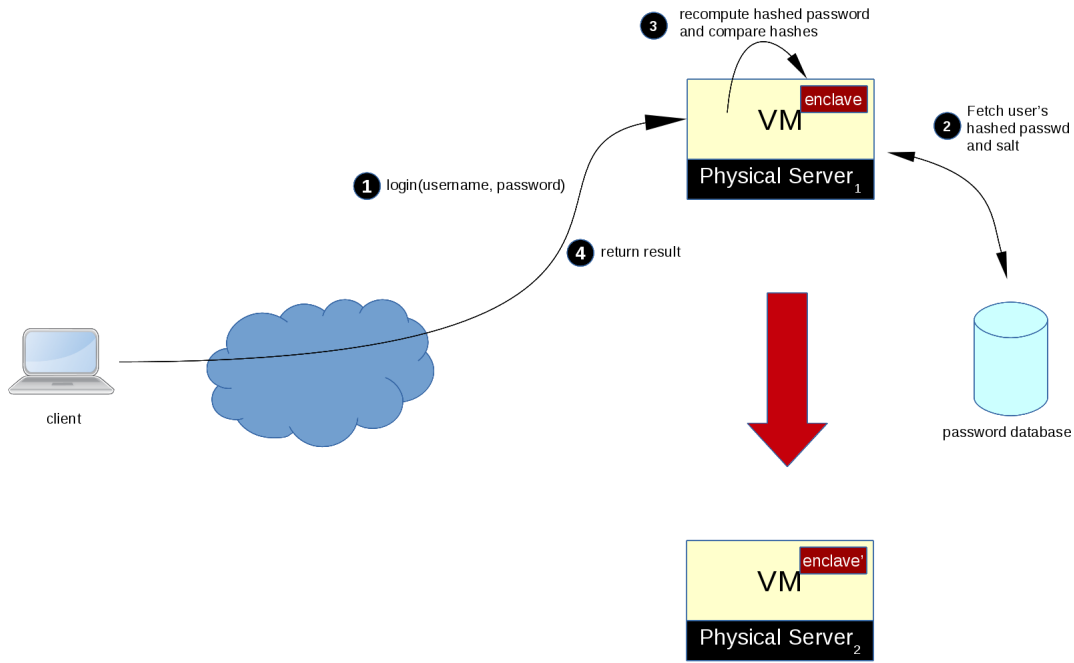 3 recompute hashed password
and compare hashes
enclave
VM
Physical Server1
2 Fetch user's
hashed passwd
and salt
1 login(username, password)
4 return result
client
password database
enclave'
VM
Physical Server2